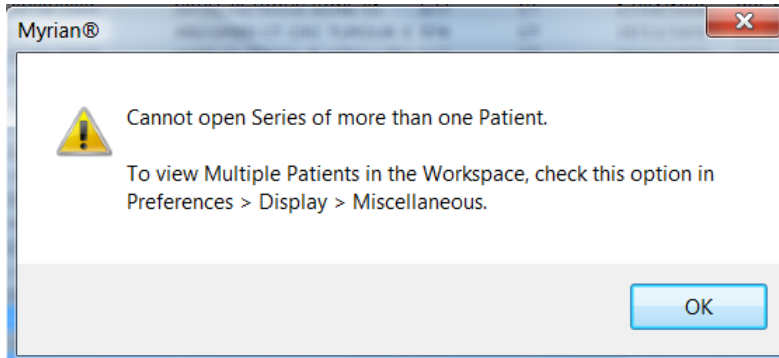 Myrian®
Cannot open Series of more than one Patient.
To view Multiple Patients in the Workspace, check this option in
Preferences > Display > Miscellaneous.
OK